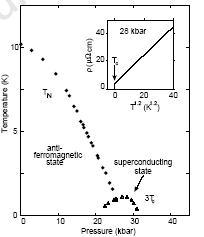 Temperature (K)
10
5
0
T_N
anti-
ferromagnetic
state
superconducting
state
3T_c
0 10 20 30 40
Pressure (kbar)
28 kbar
ρ (μΩcm)
40
20
0
T_c
0 20 40
T^1.2 (K^1.2)